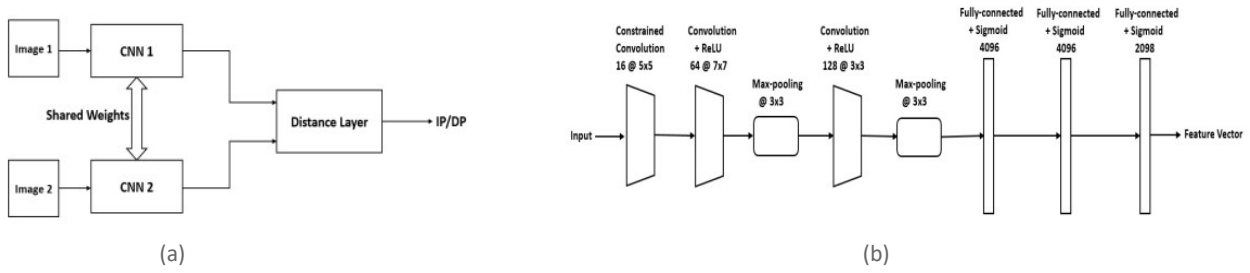 Image 1
CNN 1
Shared Weights
Distance Layer
IP/DP
Image 2
CNN 2
(a)
Constrained
Convolution
16 @ 5x5
Convolution
+ ReLU
64 @ 7x7
Max-pooling
@ 3x3
Convolution
+ ReLU
128 @ 3x3
Max-pooling
@ 3x3
Fully-connected
+ Sigmoid
4096
Fully-connected
+ Sigmoid
4096
Fully-connected
+ Sigmoid
2098
Input
Feature Vector
(b)